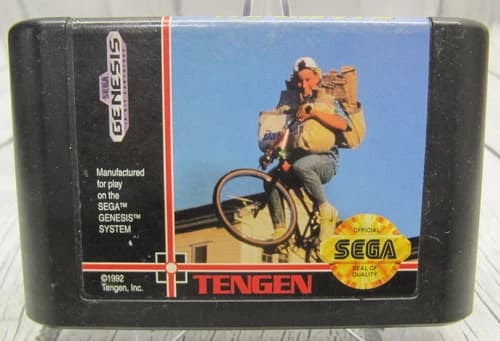 SEGA
GENESIS
Manufactured
for play
on the
SEGA™
GENESIS™
SYSTEM
©1992
Tengen, Inc.
TENGEN
OFFICIAL
SEGA
SEAL OF
QUALITY